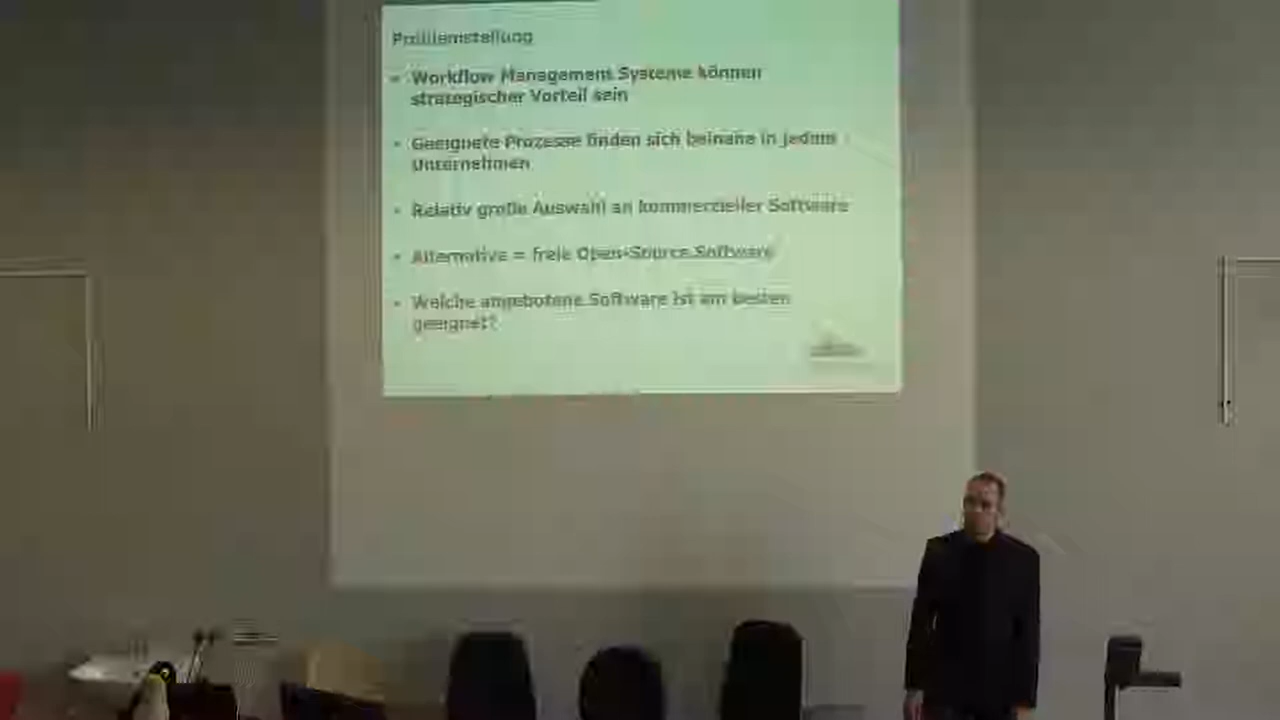 Problemstellung
Workflow Management Systeme können
strategischer Vorteil sein
Geeignete Prozesse finden sich beinahe in jedem
Unternehmen
Relativ große Auswahl an kommerzieller Software
Alternative = freie Open-Source Software
Welche angebotene Software ist am besten
geeignet?